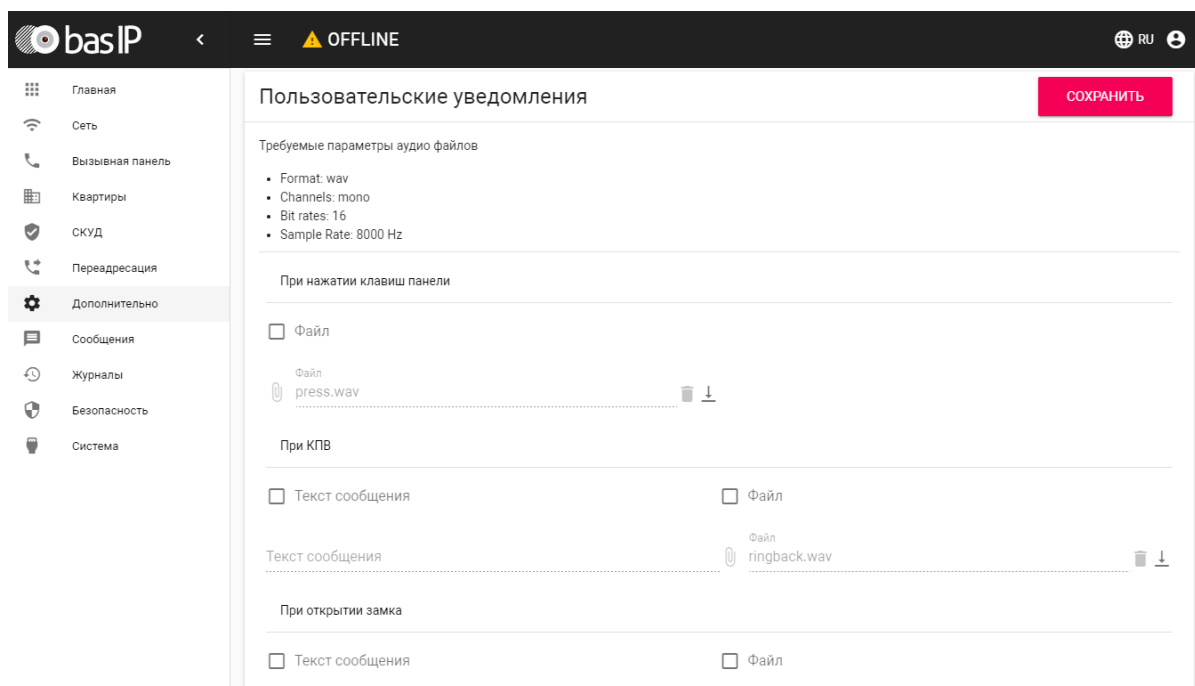 basIP
OFFLINE
RU
Главная
Сеть
Вызывная панель
Квартиры
СКУД
Переадресация
Дополнительно
Сообщения
Журналы
Безопасность
Система
Пользовательские уведомления
СОХРАНИТЬ
Требуемые параметры аудио файлов
• Format: wav
• Channels: mono
• Bit rates: 16
• Sample Rate: 8000 Hz
При нажатии клавиш панели
Файл
Файл
press.wav
При КПВ
Текст сообщения
Файл
Файл
Текст сообщения
ringback.wav
При открытии замка
Текст сообщения
Файл